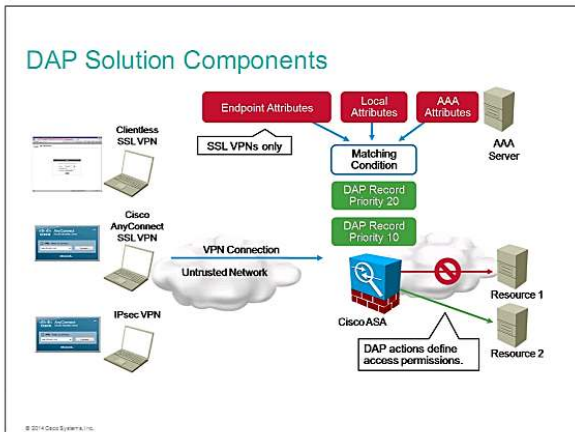 DAP Solution Components
Endpoint Attributes
Local
Attributes
AAA
Attributes
SSL VPNs only
AAA
Server
Matching
Condition
DAP Record
Priority 20
DAP Record
Priority 10
Clientless
SSL VPN
Cisco
AnyConnect
SSL VPN
VPN Connection
Untrusted Network
IPsec VPN
Cisco ASA
Resource 1
Resource 2
DAP actions define
access permissions.
© 2014 Cisco Systems, Inc.